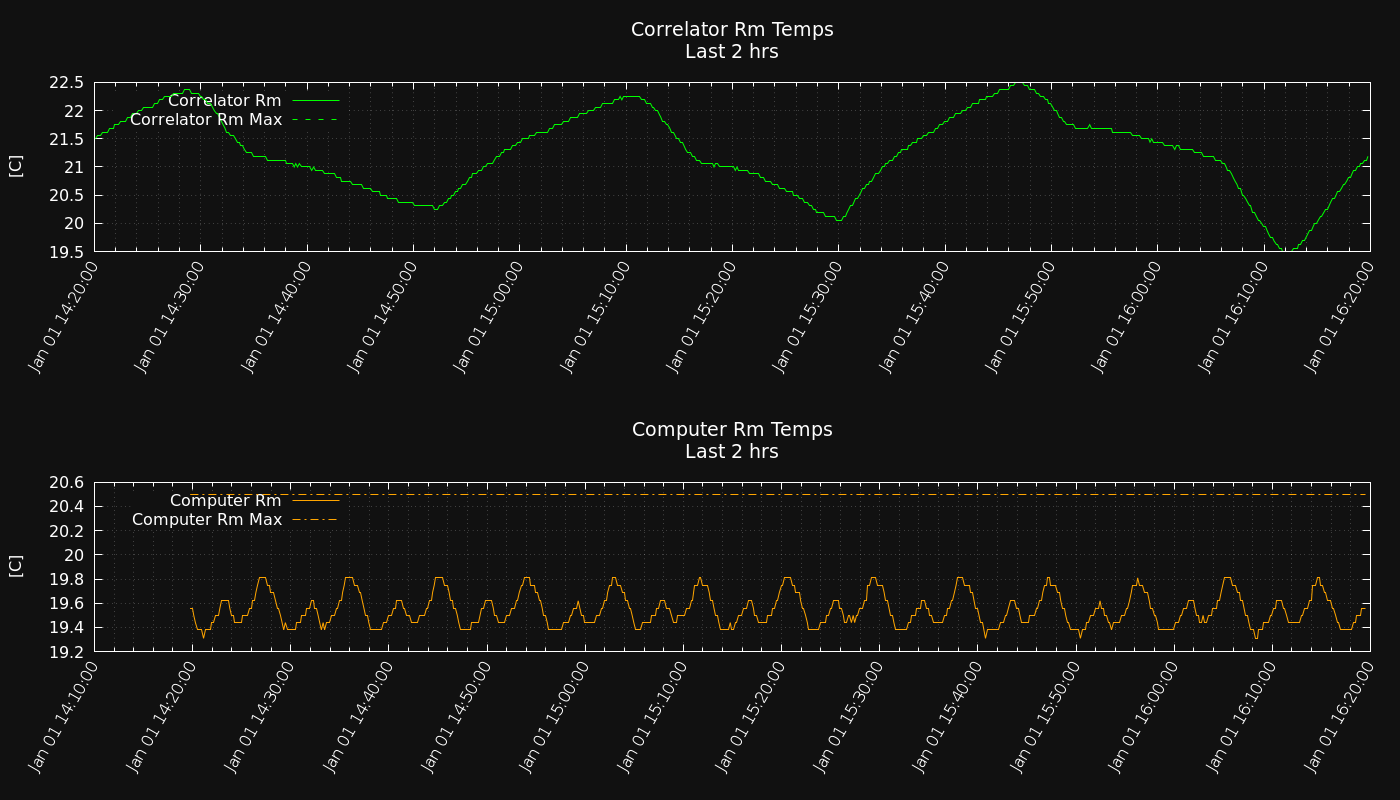 Correlator Rm Temps
Last 2 hrs
22.5
22
21.5
21
20.5
20
19.5
[C]
Correlator Rm
Correlator Rm Max
Jan 01 14:20:00
Jan 01 14:30:00
Jan 01 14:40:00
Jan 01 14:50:00
Jan 01 15:00:00
Jan 01 15:10:00
Jan 01 15:20:00
Jan 01 15:30:00
Jan 01 15:40:00
Jan 01 15:50:00
Jan 01 16:00:00
Jan 01 16:10:00
Jan 01 16:20:00
Computer Rm Temps
Last 2 hrs
20.6
20.4
20.2
20
19.8
19.6
19.4
19.2
[C]
Computer Rm
Computer Rm Max
Jan 01 14:10:00
Jan 01 14:20:00
Jan 01 14:30:00
Jan 01 14:40:00
Jan 01 14:50:00
Jan 01 15:00:00
Jan 01 15:10:00
Jan 01 15:20:00
Jan 01 15:30:00
Jan 01 15:40:00
Jan 01 15:50:00
Jan 01 16:00:00
Jan 01 16:10:00
Jan 01 16:20:00